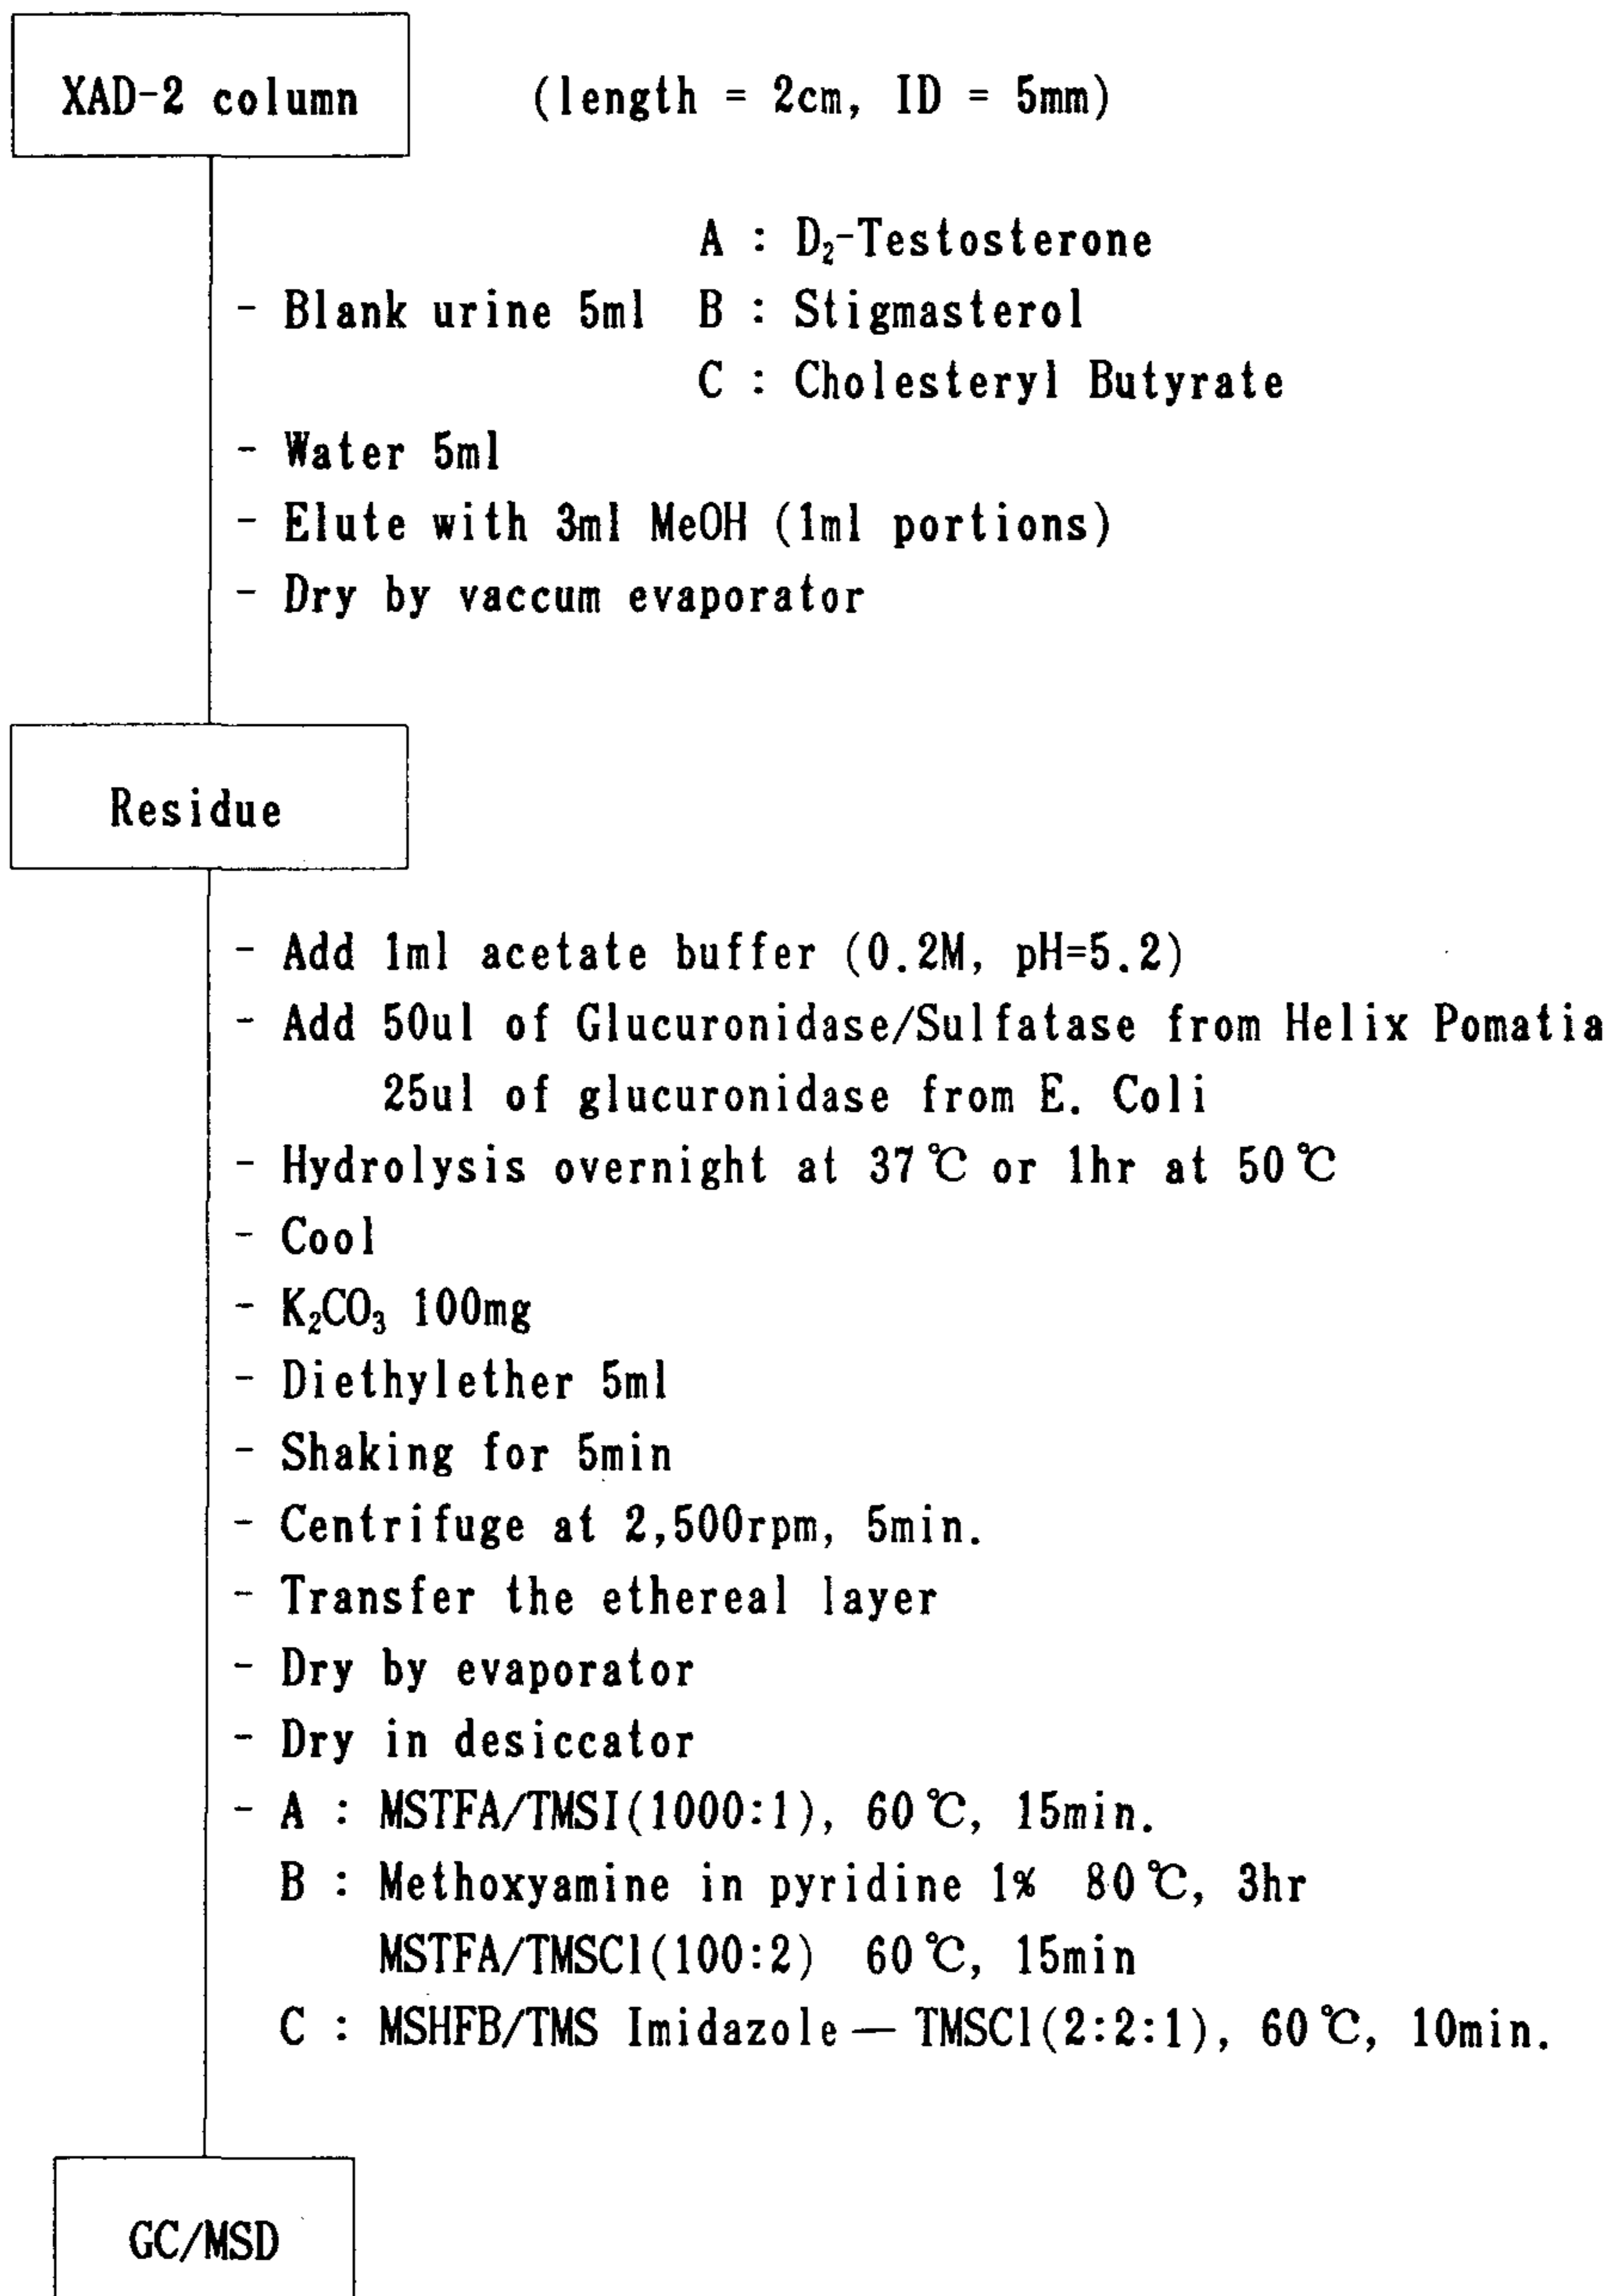 XAD-2 column (length = 2cm, ID = 5mm)
A : D₂-Testosterone
- Blank urine 5ml B : Stigmasterol
C : Cholesteryl Butyrate
- Water 5ml
- Elute with 3ml MeOH (1ml portions)
- Dry by vaccum evaporator
Residue
- Add 1ml acetate buffer (0.2M, pH=5.2)
- Add 50ul of Glucuronidase/Sulfatase from Helix Pomatia
25ul of glucuronidase from E. Coli
- Hydrolysis overnight at 37℃ or 1hr at 50℃
- Cool
- K₂CO₃ 100mg
- Diethylether 5ml
- Shaking for 5min
- Centrifuge at 2,500rpm, 5min.
- Transfer the ethereal layer
- Dry by evaporator
- Dry in desiccator
- A : MSTFA/TMSI(1000:1), 60℃, 15min.
B : Methoxyamine in pyridine 1% 80℃, 3hr
MSTFA/TMSCl(100:2) 60℃, 15min
C : MSHFB/TMS Imidazole — TMSCl(2:2:1), 60℃, 10min.
GC/MSD